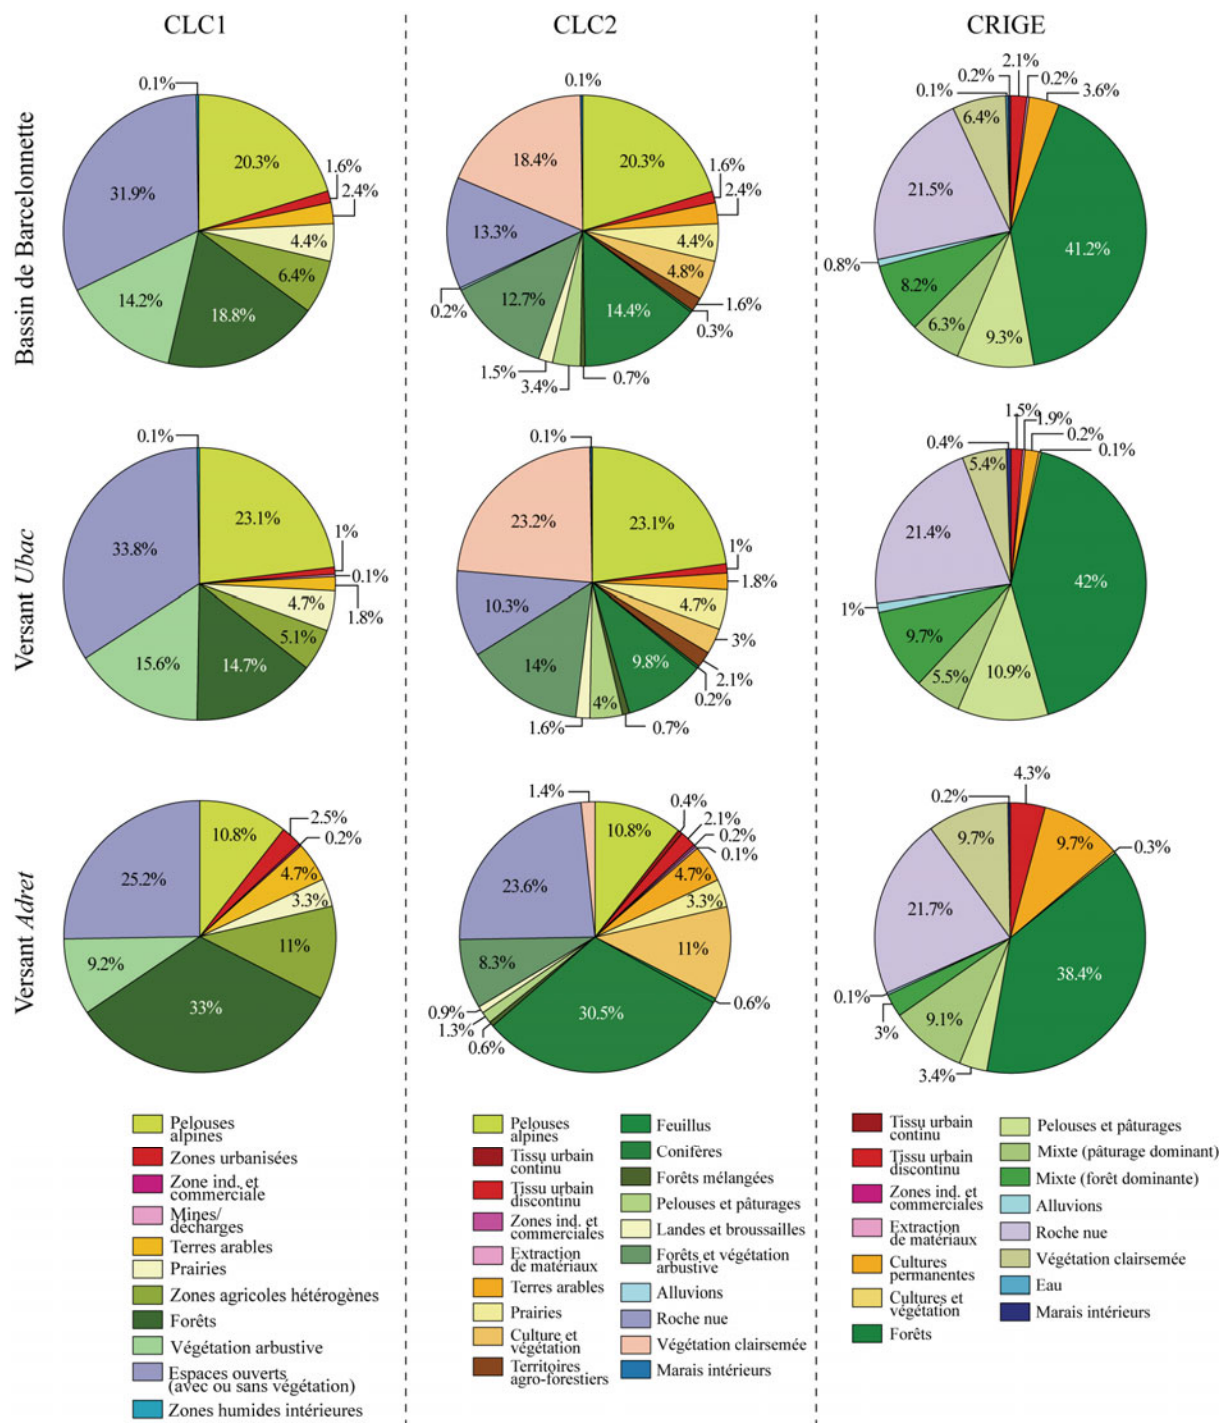 CLC1
CLC2
CRIGE
Bassin de Barcelonnette
0.1%
20.3%
1.6%
2.4%
4.4%
6.4%
18.8%
14.2%
31.9%
0.1%
20.3%
1.6%
2.4%
4.4%
4.8%
1.6%
0.3%
14.4%
0.7%
3.4%
1.5%
12.7%
0.2%
13.3%
18.4%
0.1%
0.2%
2.1%
0.2%
3.6%
41.2%
9.3%
6.3%
8.2%
0.8%
21.5%
6.4%
Versant Ubac
0.1%
23.1%
1%
0.1%
1.8%
4.7%
5.1%
14.7%
15.6%
33.8%
0.1%
23.1%
1%
1.8%
4.7%
3%
2.1%
0.2%
9.8%
0.7%
4%
1.6%
14%
10.3%
23.2%
0.4%
1.5%
1.9%
0.2%
0.1%
42%
10.9%
5.5%
9.7%
1%
21.4%
5.4%
Versant Adret
10.8%
2.5%
0.2%
4.7%
3.3%
11%
33%
9.2%
25.2%
1.4%
10.8%
0.4%
2.1%
0.2%
0.1%
4.7%
3.3%
11%
0.6%
30.5%
0.6%
1.3%
0.9%
8.3%
23.6%
0.2%
4.3%
9.7%
0.3%
38.4%
3.4%
9.1%
3%
0.1%
21.7%
9.7%
Pelouses
alpines
Zones urbanisées
Zone ind. et
commerciale
Mines/
décharges
Terres arables
Prairies
Zones agricoles hétérogènes
Forêts
Végétation arbustive
Espaces ouverts
(avec ou sans végétation)
Zones humides intérieures
Pelouses
alpines
Tissu urbain
continu
Tissu urbain
discontinu
Zones ind. et
commerciales
Extraction
de matériaux
Terres arables
Prairies
Culture et
végétation
Territoires
agro-forestiers
Feuillus
Conifères
Forêts mélangées
Pelouses et pâturages
Landes et broussailles
Forêts et végétation
arbustive
Alluvions
Roche nue
Végétation clairsemée
Marais intérieurs
Tissu urbain
continu
Tissu urbain
discontinu
Zones ind. et
commerciales
Extraction
de matériaux
Cultures
permanentes
Cultures et
végétation
Forêts
Pelouses et pâturages
Mixte (pâturage dominant)
Mixte (forêt dominante)
Alluvions
Roche nue
Végétation clairsemée
Eau
Marais intérieurs